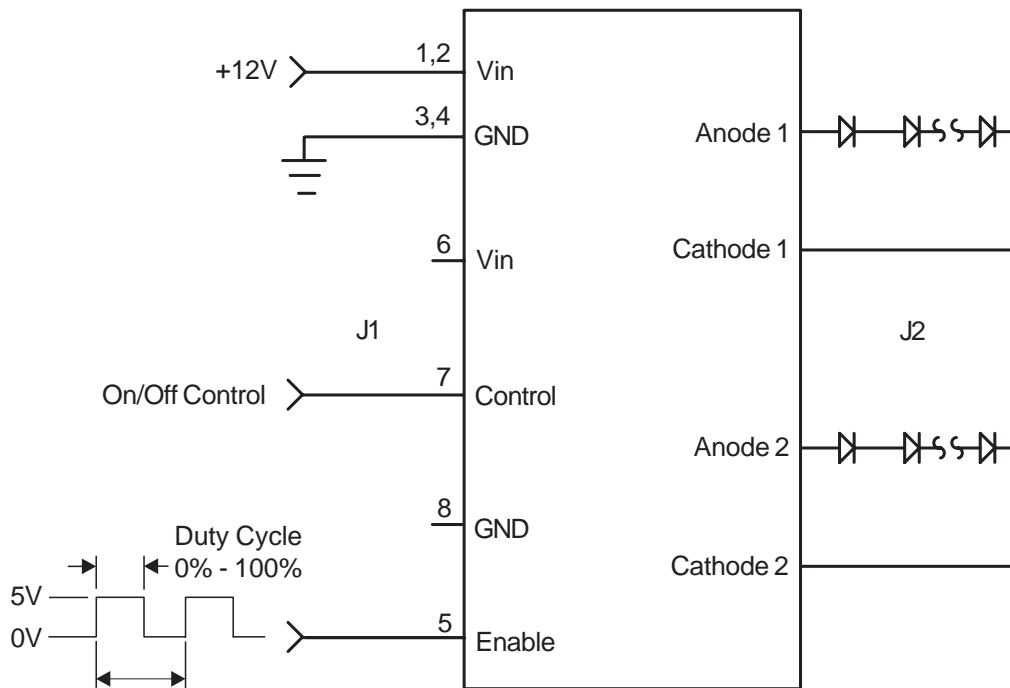 +12V
1,2
Vin
3,4
GND
Anode 1
6
Vin
Cathode 1
J1
J2
On/Off Control
7
Control
Anode 2
8
GND
Duty Cycle
0% - 100%
Cathode 2
5V
0V
5
Enable